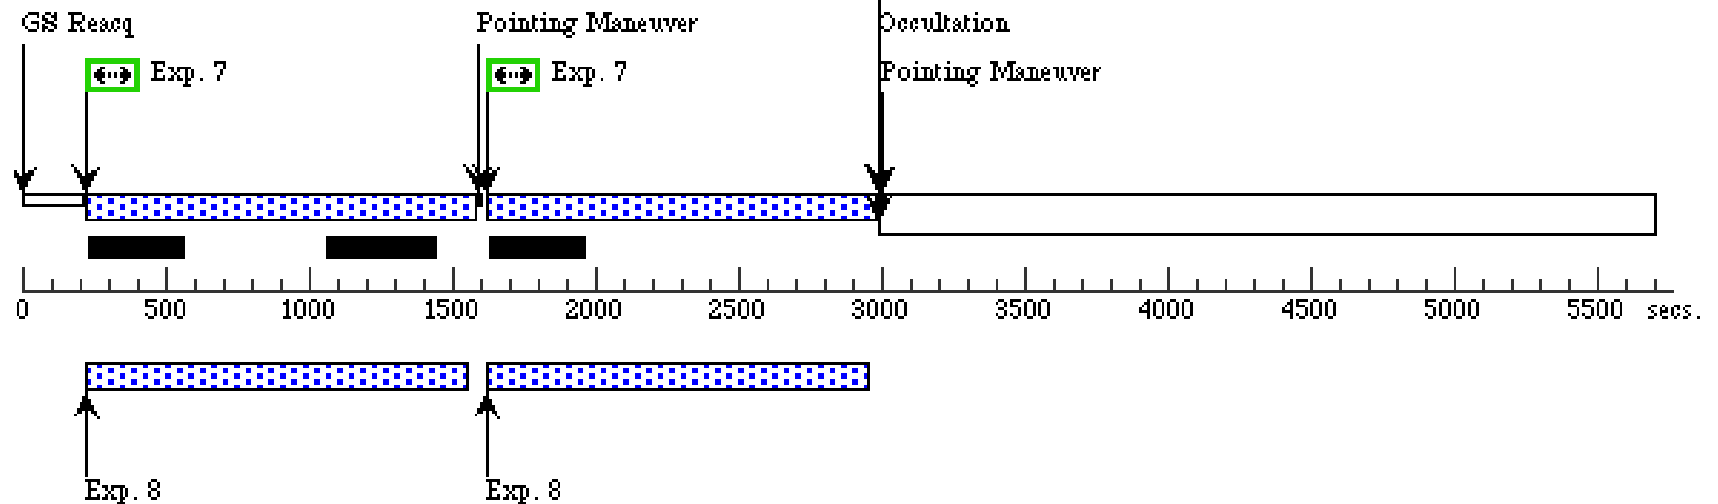 GS Reacq Pointing Maneuver Occultation
Exp. 7 Exp. 7 Pointing Maneuver
0 500 1000 1500 2000 2500 3000 3500 4000 4500 5000 5500 secs.
Exp. 8 Exp. 8